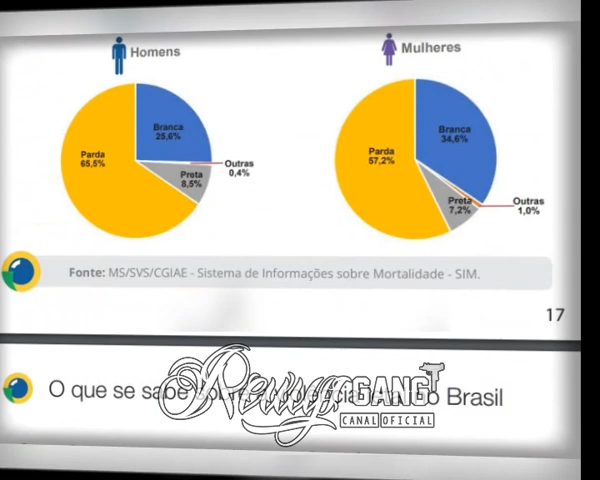 Homens
Mulheres
Branca
25,6%
Parda
65,5%
Outras
0,4%
Preta
8,5%
Branca
34,6%
Parda
57,2%
Preta
7,2%
Outras
1,0%
Fonte: MS/SVS/CGIAE - Sistema de Informações sobre Mortalidade - SIM.
17
O que se sabe sobre a no Brasil
GANG
CANAL OFICIAL